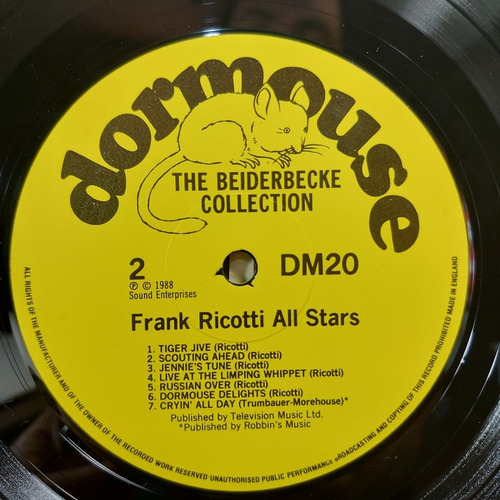 dormouse
THE BEIDERBECKE
COLLECTION
2
DM20
Ⓟ © 1988
Sound Enterprises
Frank Ricotti All Stars
1. TIGER JIVE (Ricotti)
2. SCOUTING AHEAD (Ricotti)
3. JENNIE'S TUNE (Ricotti)
4. LIVE AT THE LIMPING WHIPPET (Ricotti)
5. RUSSIAN OVER (Ricotti)
6. DORMOUSE DELIGHTS (Ricotti)
7. CRYIN' ALL DAY (Trumbauer-Morehouse)*
Published by Television Music Ltd.
*Published by Robbin's Music
ALL RIGHTS OF THE MANUFACTURER AND OF THE OWNER OF THE RECORDED WORK RESERVED UNAUTHORISED PUBLIC PERFORMANCE BROADCASTING AND COPYING OF THIS RECORD PROHIBITED MADE IN ENGLAND